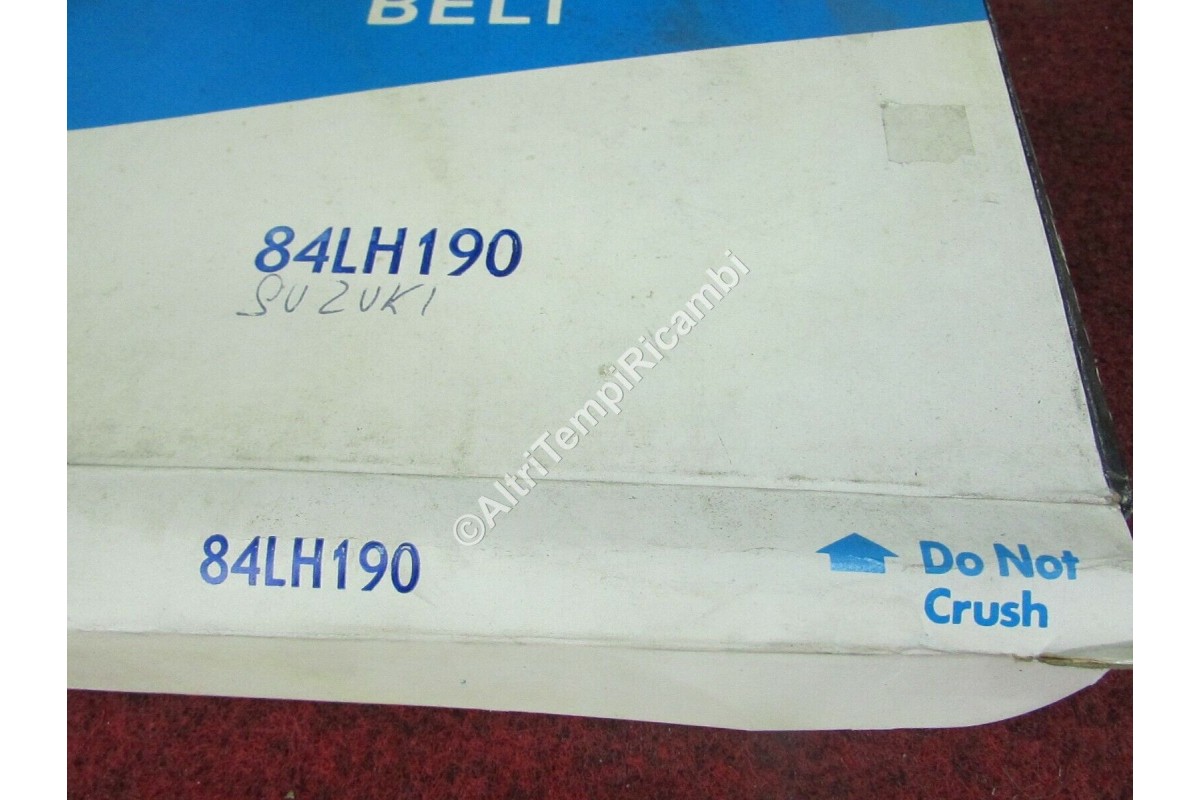 BELT
84LH190
SUZUKI
©AltriTempiRicambi
84LH190
Do Not
Crush